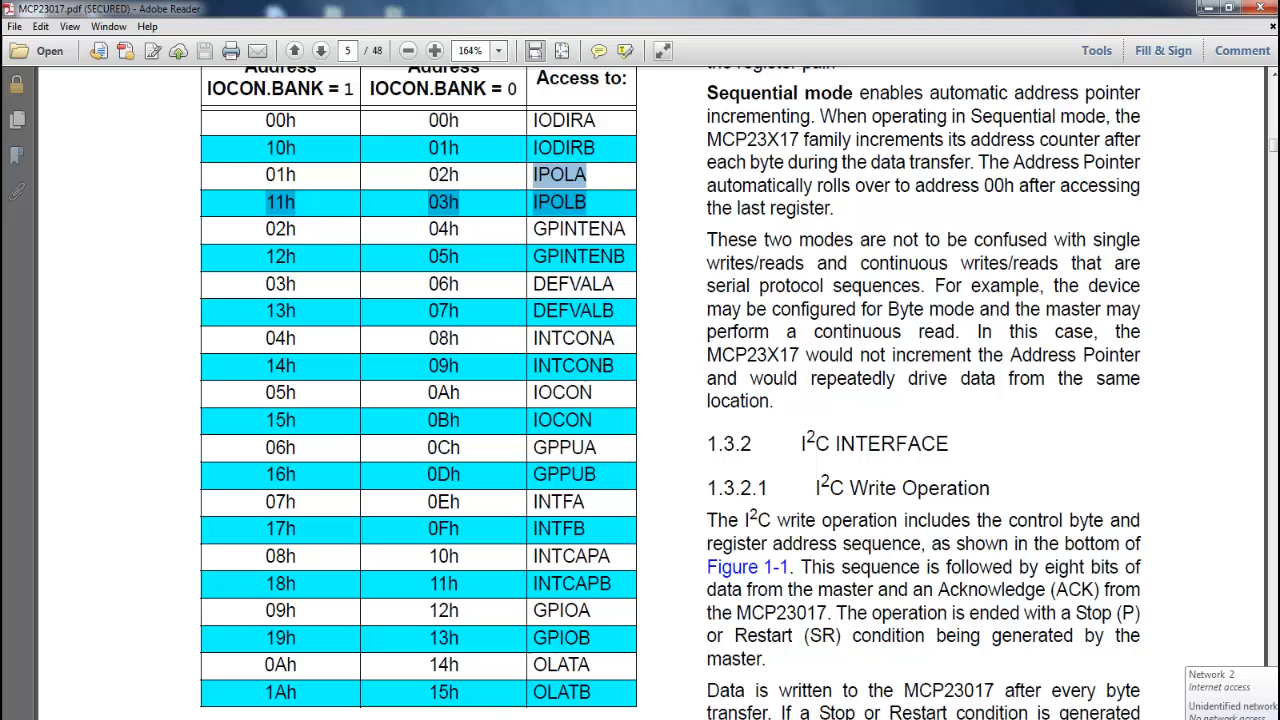 MCP23017.pdf (SECURED) - Adobe Reader
File Edit View Window Help
Open 5 / 48 164% Tools Fill & Sign Comment
Address Address Access to:
IOCON.BANK = 1 IOCON.BANK = 0
00h 00h IODIRA
10h 01h IODIRB
01h 02h IPOLA
11h 03h IPOLB
02h 04h GPINTENA
12h 05h GPINTENB
03h 06h DEFVALA
13h 07h DEFVALB
04h 08h INTCONA
14h 09h INTCONB
05h 0Ah IOCON
15h 0Bh IOCON
06h 0Ch GPPUA
16h 0Dh GPPUB
07h 0Eh INTFA
17h 0Fh INTFB
08h 10h INTCAPA
18h 11h INTCAPB
09h 12h GPIOA
19h 13h GPIOB
0Ah 14h OLATA
1Ah 15h OLATB
the register pair.
Sequential mode enables automatic address pointer
incrementing. When operating in Sequential mode, the
MCP23X17 family increments its address counter after
each byte during the data transfer. The Address Pointer
automatically rolls over to address 00h after accessing
the last register.
These two modes are not to be confused with single
writes/reads and continuous writes/reads that are
serial protocol sequences. For example, the device
may be configured for Byte mode and the master may
perform a continuous read. In this case, the
MCP23X17 would not increment the Address Pointer
and would repeatedly drive data from the same
location.
1.3.2 I2C INTERFACE
1.3.2.1 I2C Write Operation
The I2C write operation includes the control byte and
register address sequence, as shown in the bottom of
Figure 1-1. This sequence is followed by eight bits of
data from the master and an Acknowledge (ACK) from
the MCP23017. The operation is ended with a Stop (P)
or Restart (SR) condition being generated by the
master.
Data is written to the MCP23017 after every byte
transfer. If a Stop or Restart condition is generated
Network 2
Internet access
Unidentified network
No network access